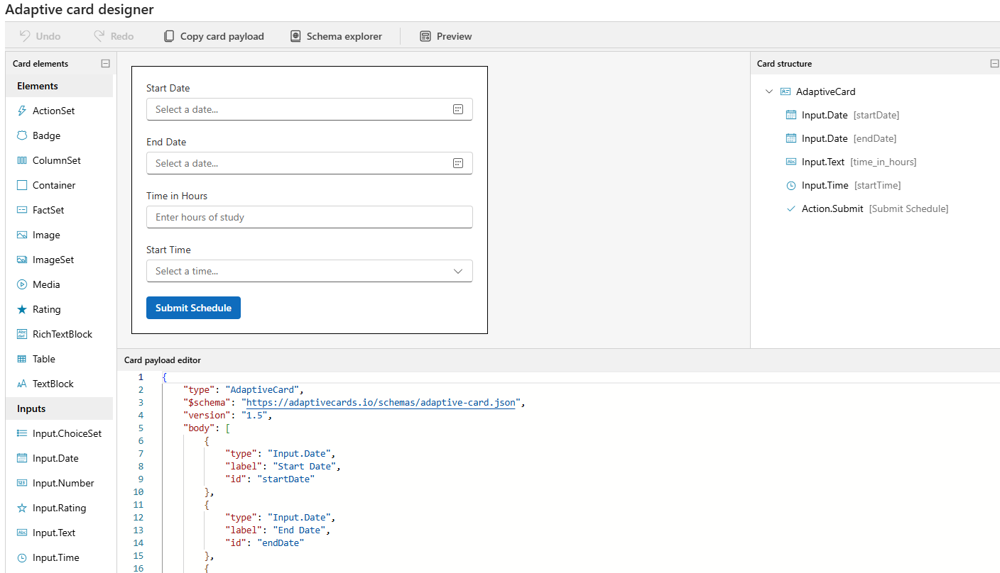 Adaptive card designer
Undo
Redo
Copy card payload
Schema explorer
Preview
Card elements
Elements
ActionSet
Badge
ColumnSet
Container
FactSet
Image
ImageSet
Media
Rating
RichTextBlock
Table
TextBlock
Inputs
Input.ChoiceSet
Input.Date
Input.Number
Input.Rating
Input.Text
Input.Time
Start Date
Select a date...
End Date
Select a date...
Time in Hours
Enter hours of study
Start Time
Select a time...
Submit Schedule
Card structure
AdaptiveCard
Input.Date [startDate]
Input.Date [endDate]
Input.Text [time_in_hours]
Input.Time [startTime]
Action.Submit [Submit Schedule]
Card payload editor
1 {
2 "type": "AdaptiveCard",
3 "$schema": "https://adaptivecards.io/schemas/adaptive-card.json",
4 "version": "1.5",
5 "body": [
6 {
7 "type": "Input.Date",
8 "label": "Start Date",
9 "id": "startDate"
10 },
11 {
12 "type": "Input.Date",
13 "label": "End Date",
14 "id": "endDate"
15 },
16 {